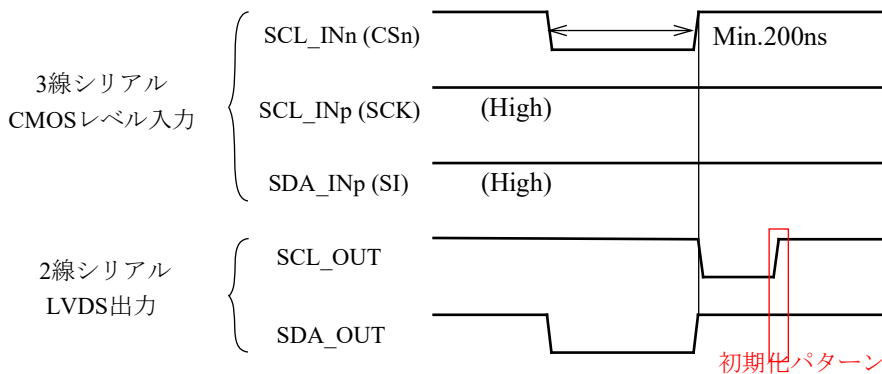 SCL_INn (CSn)
Min.200ns
3線シリアル
CMOSレベル入力
SCL_INp (SCK)
(High)
SDA_INp (SI)
(High)
2線シリアル
LVDS出力
SCL_OUT
SDA_OUT
初期化パターン